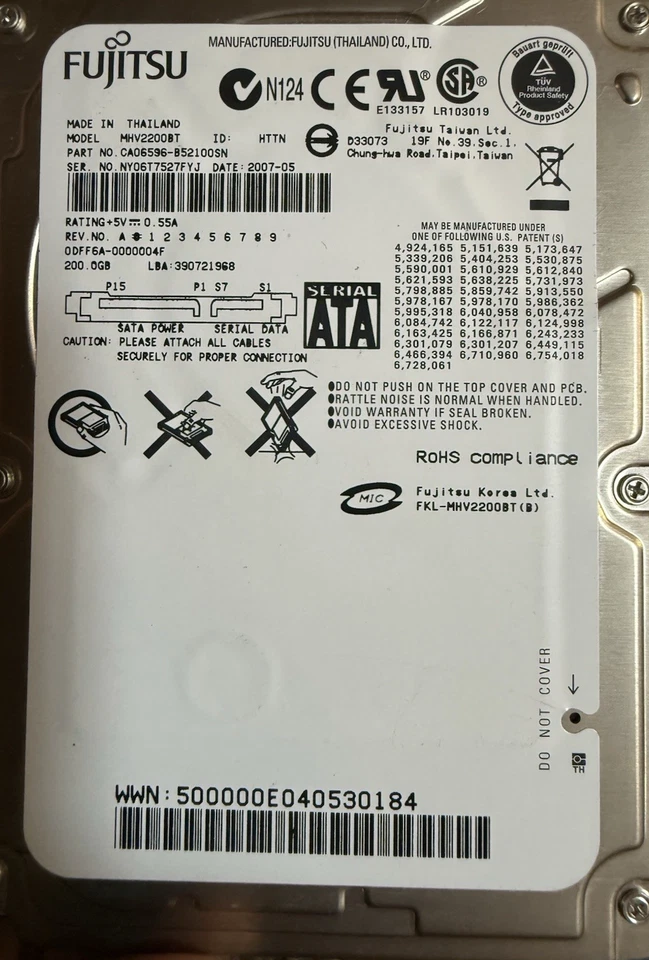 FUJITSU
MANUFACTURED:FUJITSU (THAILAND) CO., LTD.
N124 CE ® SA ®
E133157 LR103019
Bauart geprüft
TÜV
Rheinland
Product Safety
Type approved
MADE IN THAILAND
MODEL MHV2200BT ID: HTTN
PART NO. CA06596-B52100SN
SER. NO. NY06T7527FYJ DATE: 2007-05
D33073
Fujitsu Taiwan Ltd.
19F No.39.Sec.1.
Chung-hwa Road.Taipei.Taiwan
RATING+5V⎓ 0.55A
REV.NO. A # 1 2 3 4 5 6 7 8 9
0DFF6A-0000004F
200.0GB LBA:390721968
P15 P1 S7 S1
SATA POWER SERIAL DATA
SERIAL
ATA
CAUTION: PLEASE ATTACH ALL CABLES
SECURELY FOR PROPER CONNECTION
MAY BE MANUFACTURED UNDER
ONE OF FOLLOWING U.S. PATENT (S)
4,924,165 5,151,639 5,173,647
5,339,206 5,404,253 5,530,875
5,590,001 5,610,929 5,612,840
5,621,593 5,638,225 5,731,973
5,798,885 5,859,742 5,913,550
5,978,167 5,978,170 5,986,362
5,995,318 6,040,958 6,078,472
6,084,742 6,122,117 6,124,998
6,163,425 6,166,871 6,243,233
6,301,079 6,301,207 6,449,115
6,466,394 6,710,960 6,754,018
6,728,061
●DO NOT PUSH ON THE TOP COVER AND PCB.
●RATTLE NOISE IS NORMAL WHEN HANDLED.
●VOID WARRANTY IF SEAL BROKEN.
●AVOID EXCESSIVE SHOCK.
RoHS compliance
MIC
Fujitsu Korea Ltd.
FKL-MHV2200BT(B)
DO NOT COVER
TH
WWN:500000E040530184